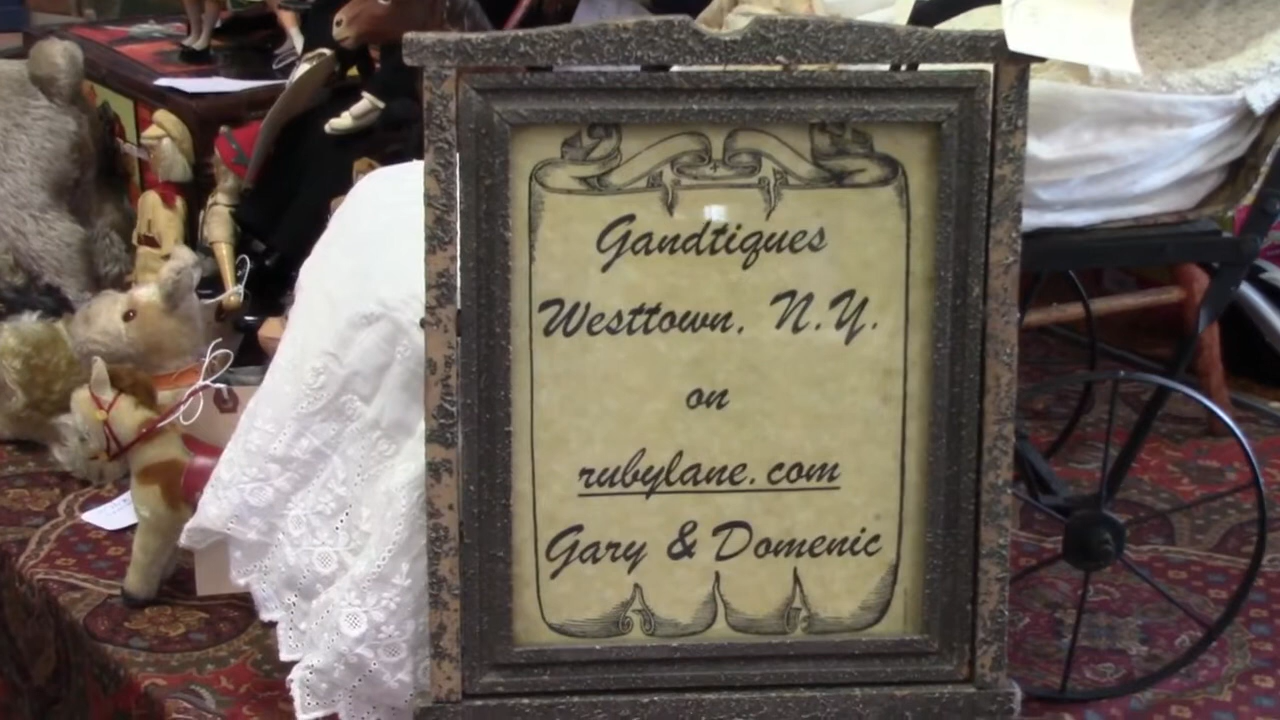 Gandtiques
Westtown, N.Y.
on
rubylane.com
Gary & Domenic